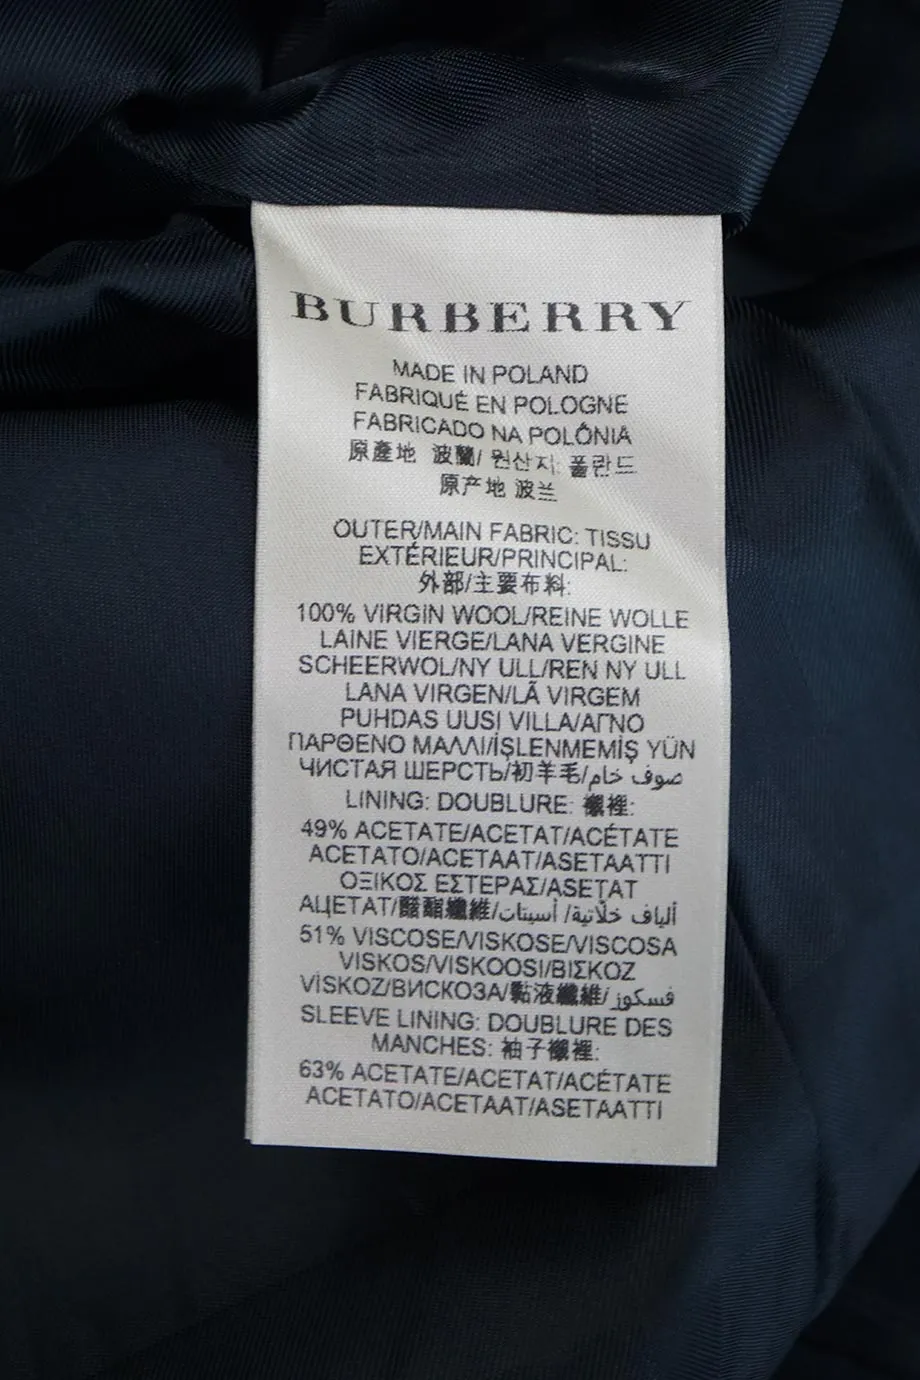 BURBERRY
MADE IN POLAND
FABRIQUÉ EN POLOGNE
FABRICADO NA POLÔNIA
原產地 波蘭/ 원산지: 폴란드
原产地 波兰
OUTER/MAIN FABRIC: TISSU
EXTÉRIEUR/PRINCIPAL:
外部/主要布料:
100% VIRGIN WOOL/REINE WOLLE
LAINE VIERGE/LANA VERGINE
SCHEERWOL/NY ULL/REN NY ULL
LANA VIRGEN/LÃ VIRGEM
PUHDAS UUSI VILLA/ΑΓΝΟ
ΠΑΡΘΕΝΟ ΜΑΛΛΙ/İŞLENMEMİŞ YÜN
ЧИСТАЯ ШЕРСТЬ/初羊毛/صوف خام
LINING: DOUBLURE: 襯裡:
49% ACETATE/ACETAT/ACÉTATE
ACETATO/ACETAAT/ASETAATTI
ΟΞΙΚΟΣ ΕΣΤΕΡΑΣ/ASETAT
АЦЕТАТ/醋酯纖維/ألياف خلّاتية/ أسيتات
51% VISCOSE/VISKOSE/VISCOSA
VISKOS/VISKOOSI/ΒΙΣΚΟΖ
VİSKOZ/ВИСКОЗА/黏液纖維/فسكوز
SLEEVE LINING: DOUBLURE DES
MANCHES: 袖子襯裡:
63% ACETATE/ACETAT/ACÉTATE
ACETATO/ACETAAT/ASETAATTI